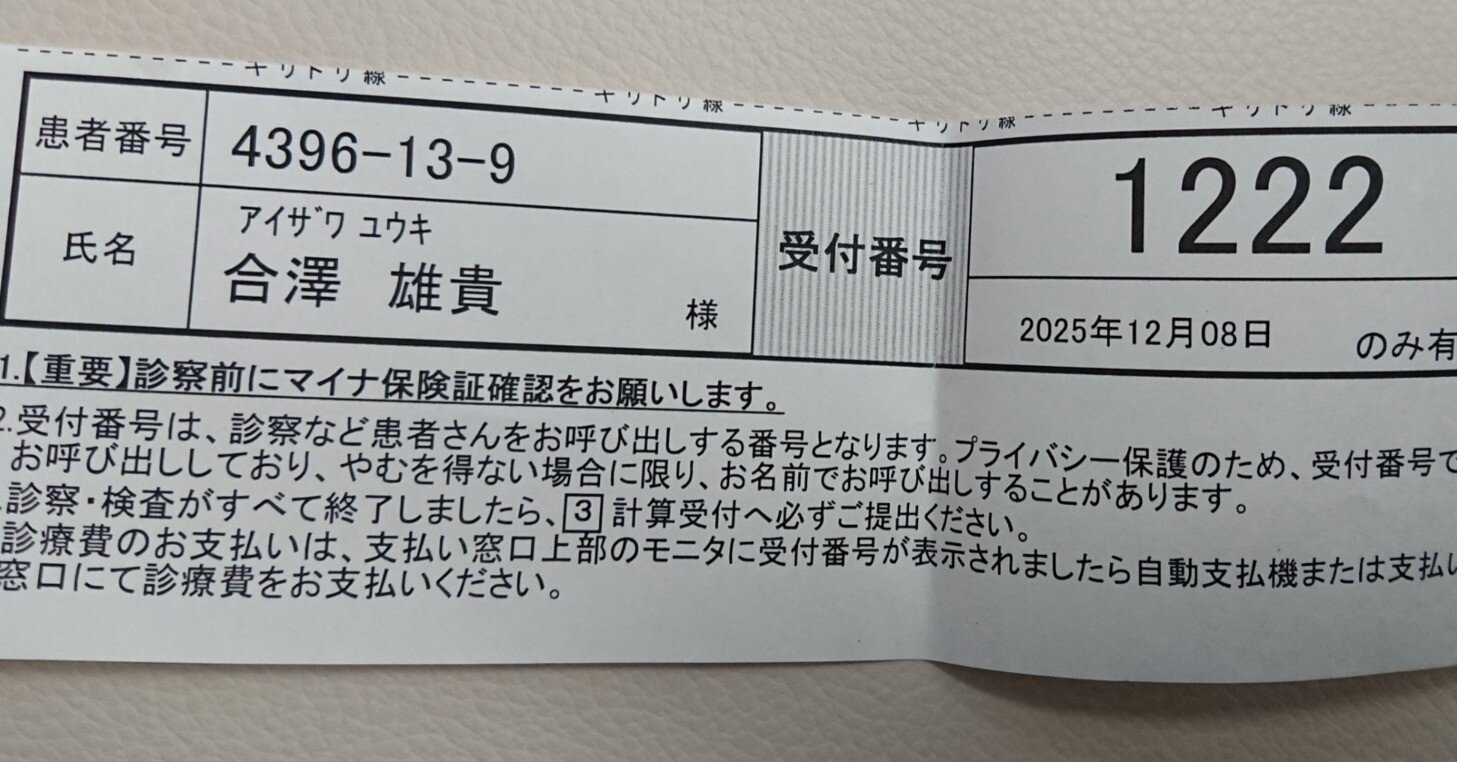 キリトリ線 キリトリ線 キリトリ線 キリトリ線
患者番号 4396-13-9
受付番号 1222
氏名 アイザワ ユウキ
合澤 雄貴 様
2025年12月08日 のみ有
1.【重要】診察前にマイナ保険証確認をお願いします。
2.受付番号は、診察など患者さんをお呼び出しする番号となります。プライバシー保護のため、受付番号で
お呼び出ししており、やむを得ない場合に限り、お名前でお呼び出しすることがあります。
.診察・検査がすべて終了しましたら、3計算受付へ必ずご提出ください。
診療費のお支払いは、支払い窓口上部のモニタに受付番号が表示されましたら自動支払機または支払い
窓口にて診療費をお支払いください。